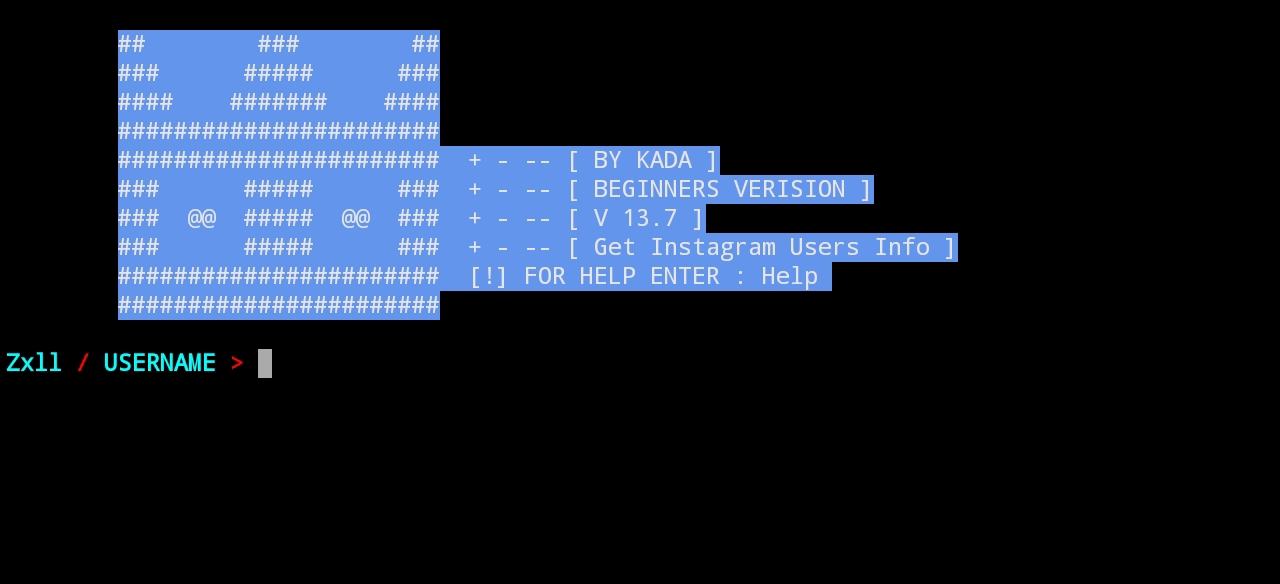 ##        ###        ##
###      #####      ###
####    #######    ####
#######################
#######################  + - -- [ BY KADA ]
###      #####      ###  + - -- [ BEGINNERS VERISION ]
###  @@  #####  @@  ###  + - -- [ V 13.7 ]
###      #####      ###  + - -- [ Get Instagram Users Info ]
#######################  [!] FOR HELP ENTER : Help
#######################
Zxll / USERNAME >